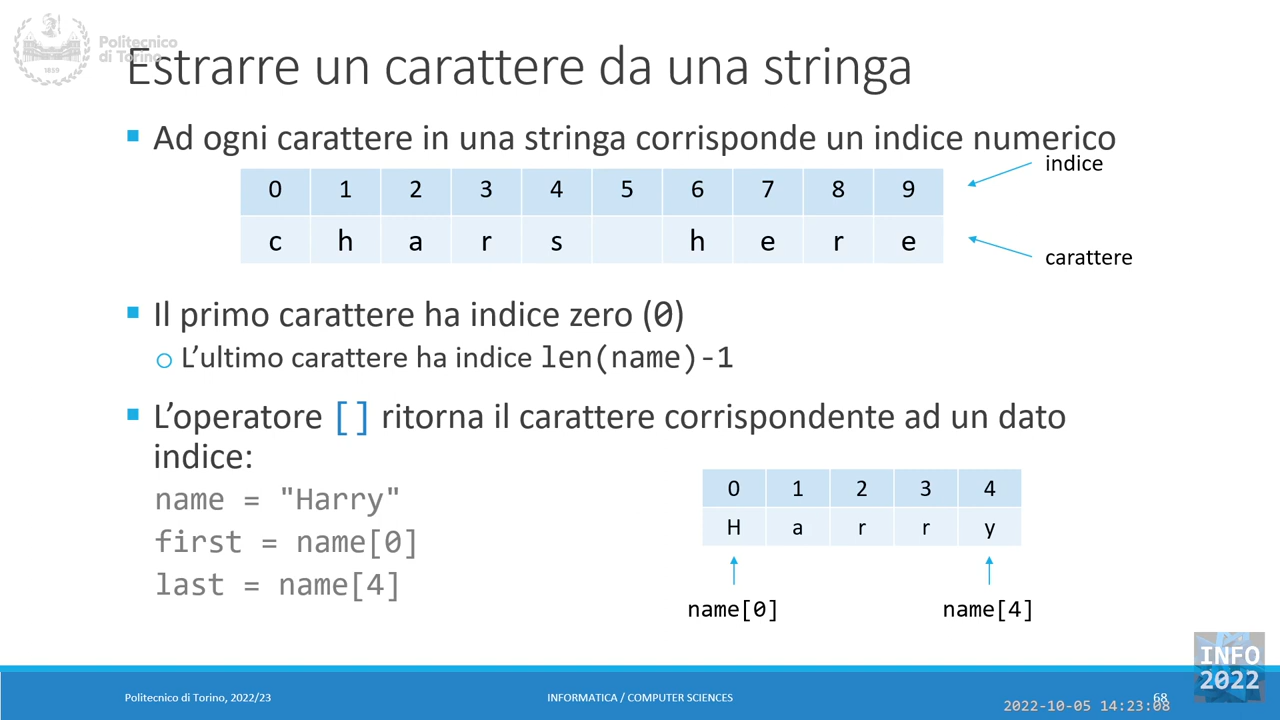 Politecnico
di Torino
1859
Estrarre un carattere da una stringa
Ad ogni carattere in una stringa corrisponde un indice numerico
indice
0 1 2 3 4 5 6 7 8 9
c h a r s h e r e
carattere
Il primo carattere ha indice zero (0)
L’ultimo carattere ha indice len(name)-1
L’operatore [] ritorna il carattere corrispondente ad un dato
indice:
name = "Harry"
first = name[0]
last = name[4]
0 1 2 3 4
H a r r y
name[0] name[4]
INFO
2022
Politecnico di Torino, 2022/23
INFORMATICA / COMPUTER SCIENCES
68
2022-10-05 14:23:08